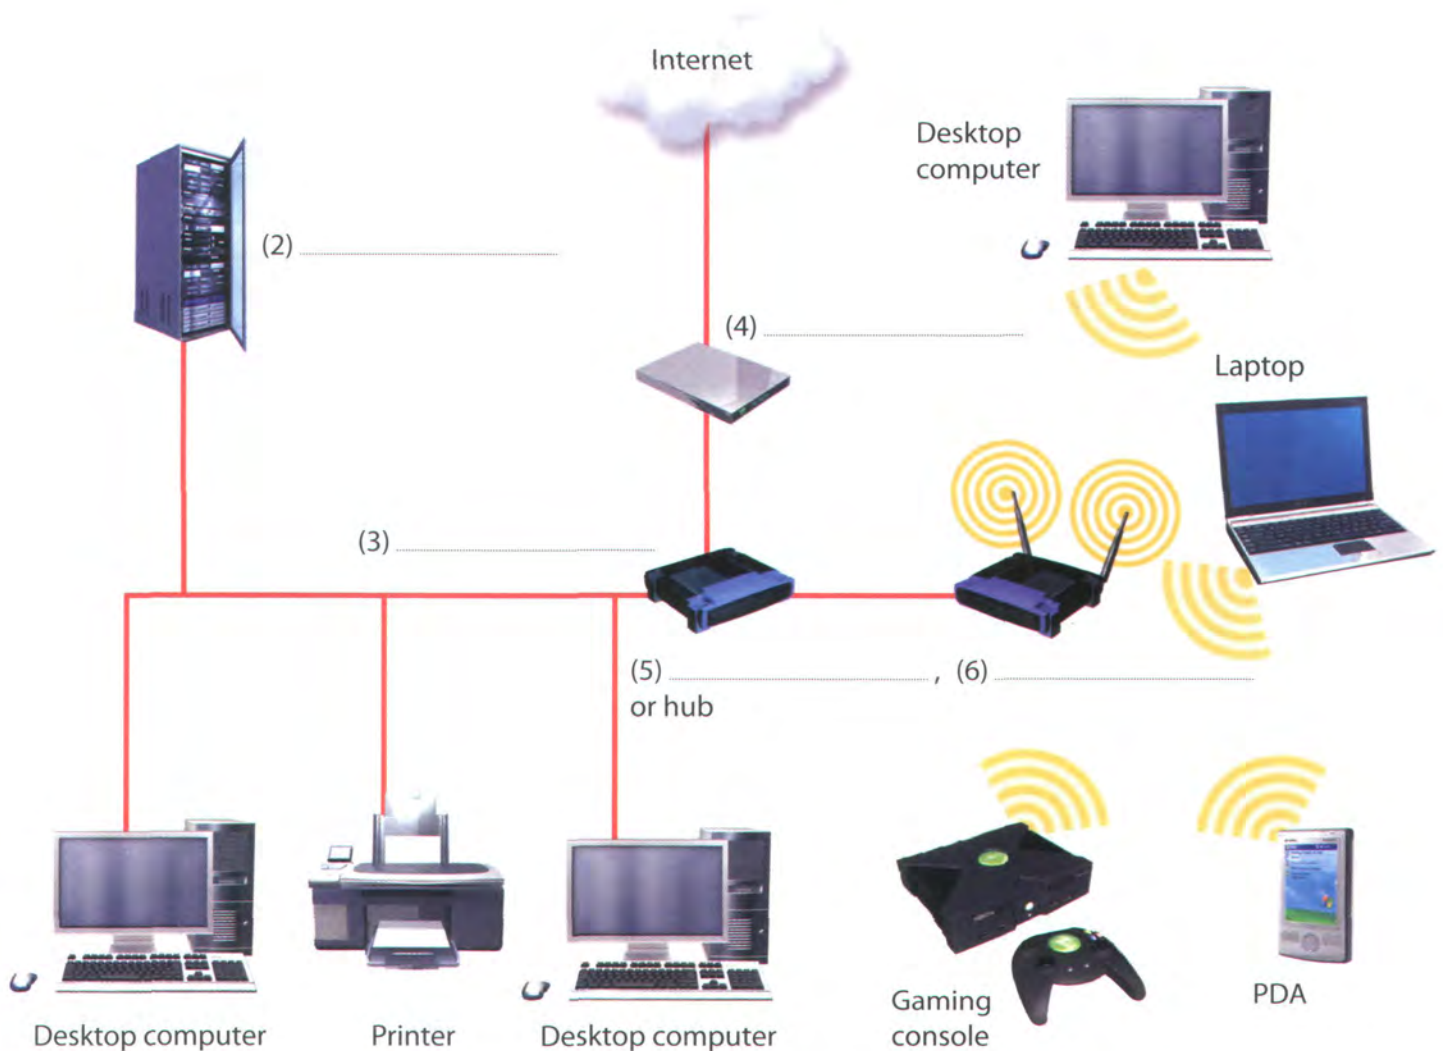 Internet
Desktop
computer
(2)
(4)
Laptop
(3)
(5) , (6)
or hub
Desktop computer
Printer
Desktop computer
Gaming
console
PDA